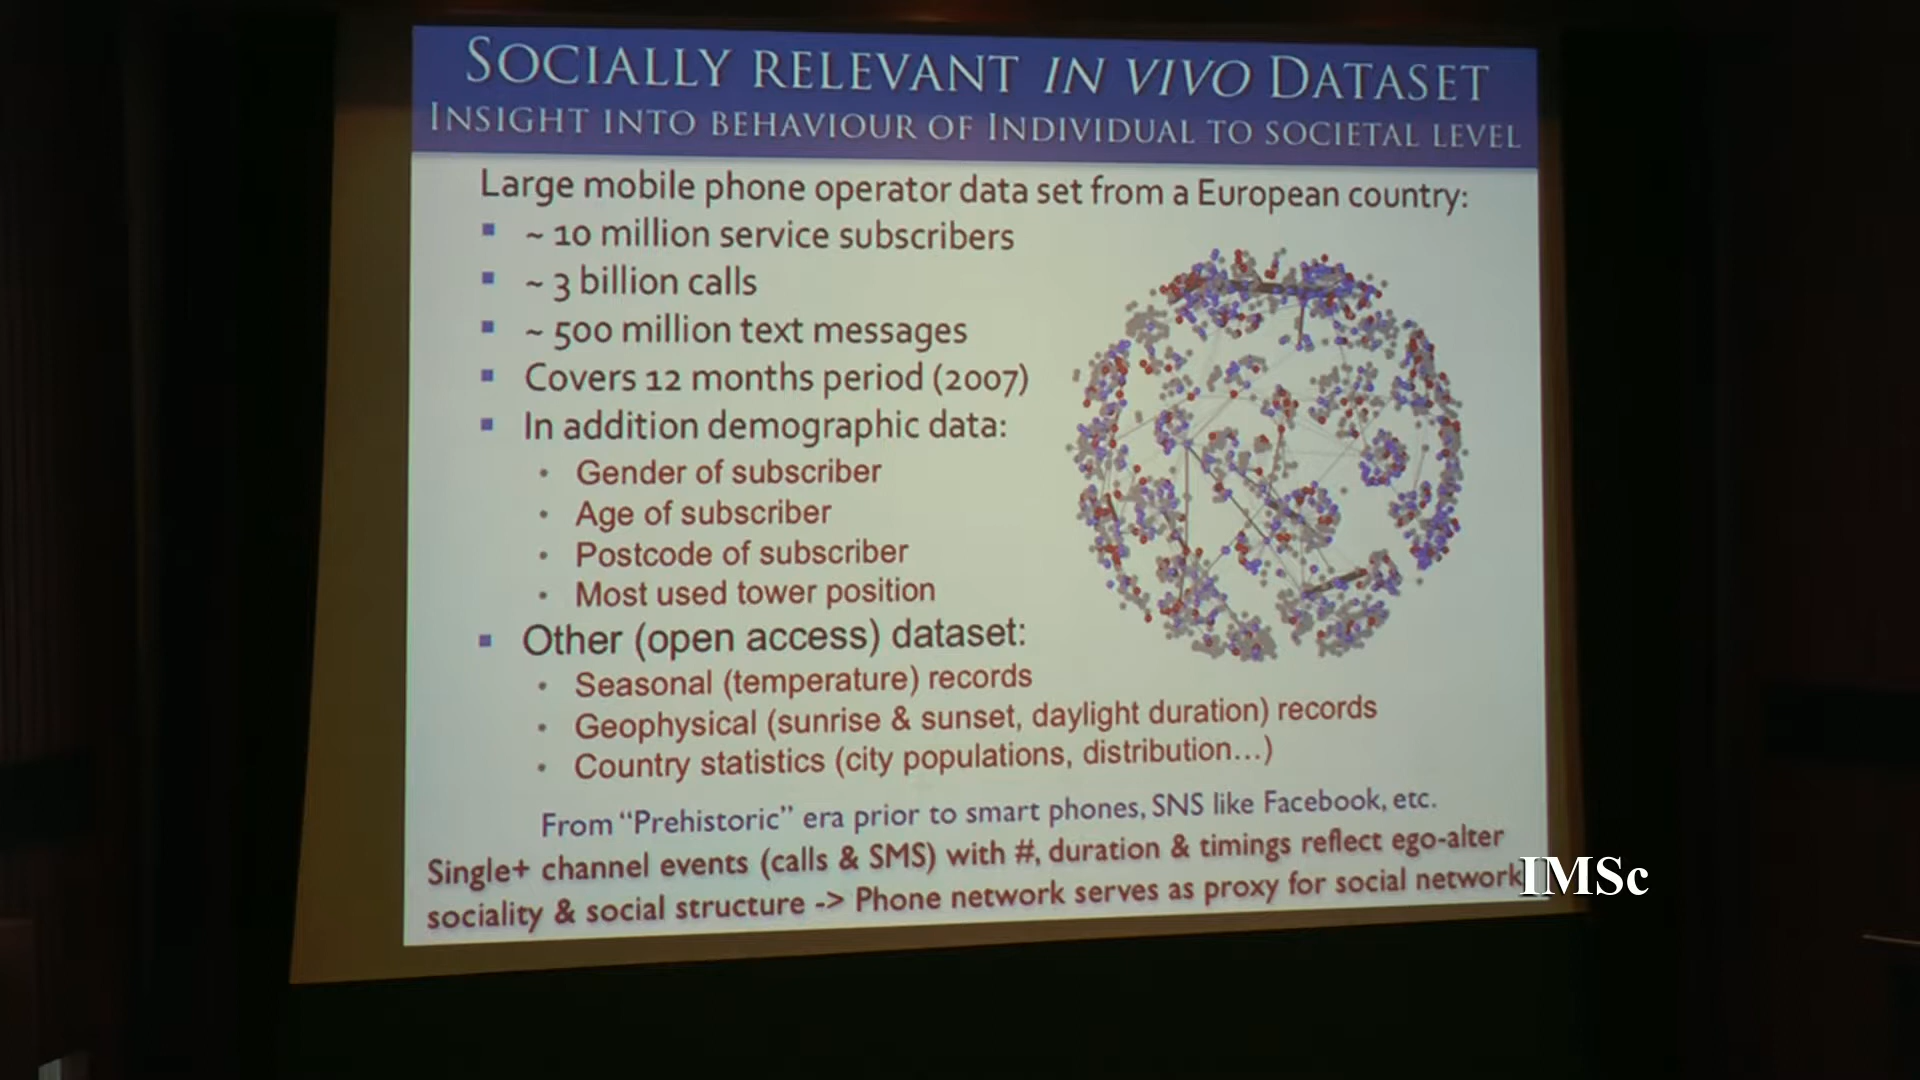 SOCIALLY RELEVANT IN VIVO DATASET
INSIGHT INTO BEHAVIOUR OF INDIVIDUAL TO SOCIETAL LEVEL
Large mobile phone operator data set from a European country:
▪ ~ 10 million service subscribers
▪ ~ 3 billion calls
▪ ~ 500 million text messages
▪ Covers 12 months period (2007)
▪ In addition demographic data:
• Gender of subscriber
• Age of subscriber
• Postcode of subscriber
• Most used tower position
▪ Other (open access) dataset:
• Seasonal (temperature) records
• Geophysical (sunrise & sunset, daylight duration) records
• Country statistics (city populations, distribution...)
From “Prehistoric” era prior to smart phones, SNS like Facebook, etc.
Single+ channel events (calls & SMS) with #, duration & timings reflect ego-alter
sociality & social structure -> Phone network serves as proxy for social network
IMSc